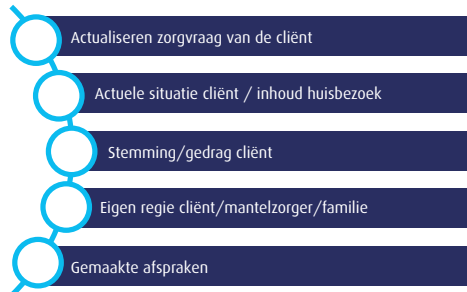 Actualiseren zorgvraag van de cliënt
Actuele situatie cliënt / inhoud huisbezoek
Stemming/gedrag cliënt
Eigen regie cliënt/mantelzorger/familie
Gemaakte afspraken